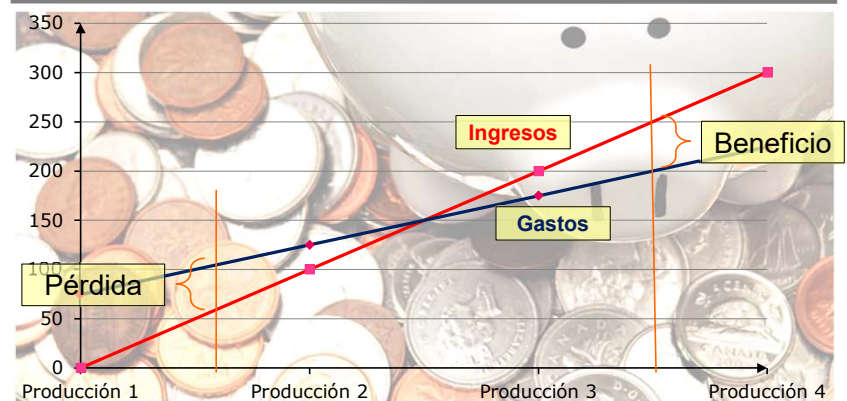 350
300
250
200
150
100
50
0
Ingresos
Beneficio
Gastos
Pérdida
Producción 1
Producción 2
Producción 3
Producción 4